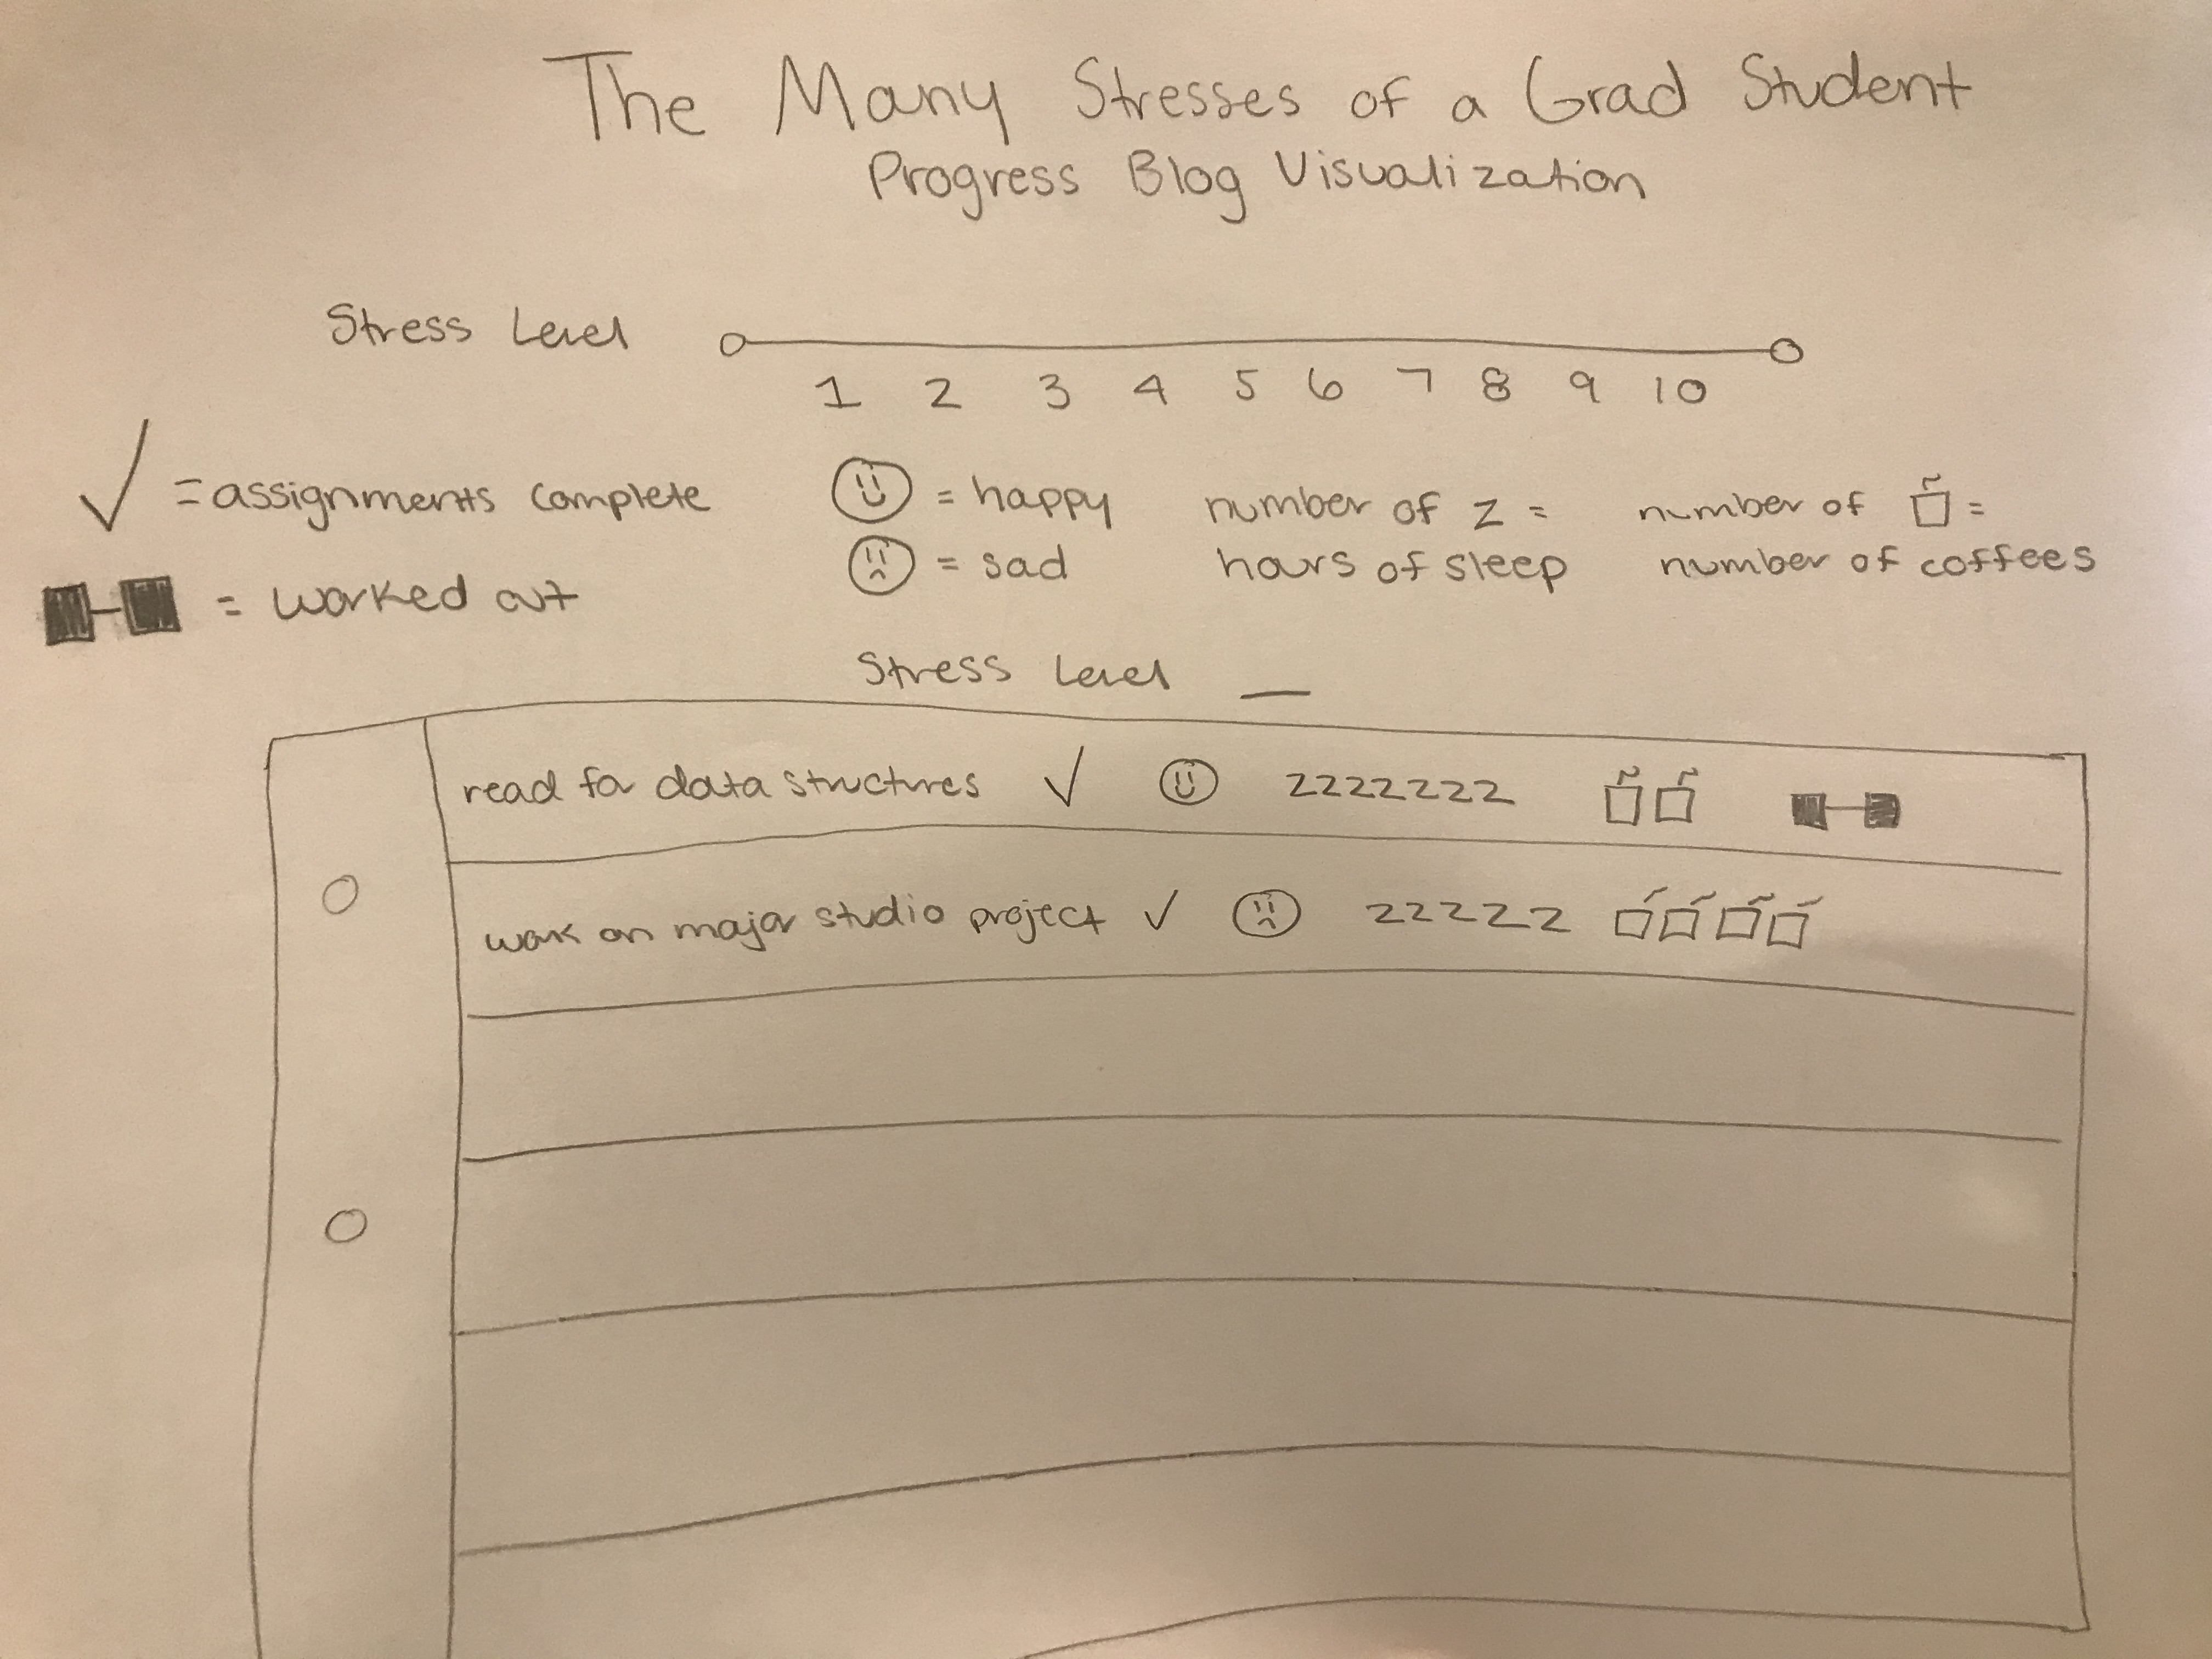 The Many Stresses of a Grad Student
Progress Blog Visualization
Stress Level
1 2 3 4 5 6 7 8 9 10
= assignments complete
= happy
number of z =
hours of sleep
number of =
number of coffees
= sad
= worked out
Stress Level __
read for data structures zzzzzzz
work on major studio project zzzzz